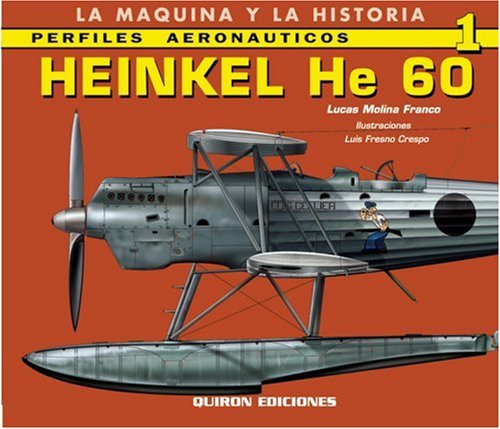 LA MAQUINA Y LA HISTORIA
PERFILES AERONAUTICOS
1
HEINKEL He 60
Lucas Molina Franco
Ilustraciones
Luis Fresno Crespo
QUIRON EDICIONES